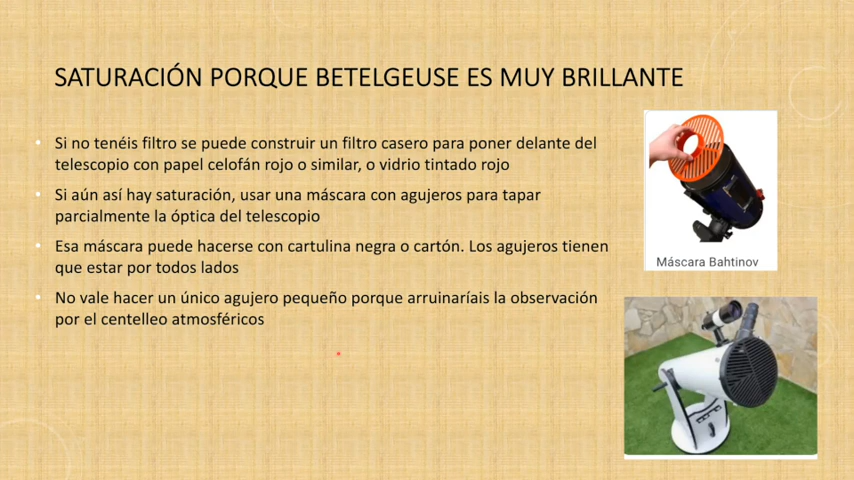 SATURACIÓN PORQUE BETELGEUSE ES MUY BRILLANTE
Si no tenéis filtro se puede construir un filtro casero para poner delante del
telescopio con papel celofán rojo o similar, o vidrio tintado rojo
Si aún así hay saturación, usar una máscara con agujeros para tapar
parcialmente la óptica del telescopio
Esa máscara puede hacerse con cartulina negra o cartón. Los agujeros tienen
que estar por todos lados
No vale hacer un único agujero pequeño porque arruinaríais la observación
por el centelleo atmosféricos
Máscara Bahtinov